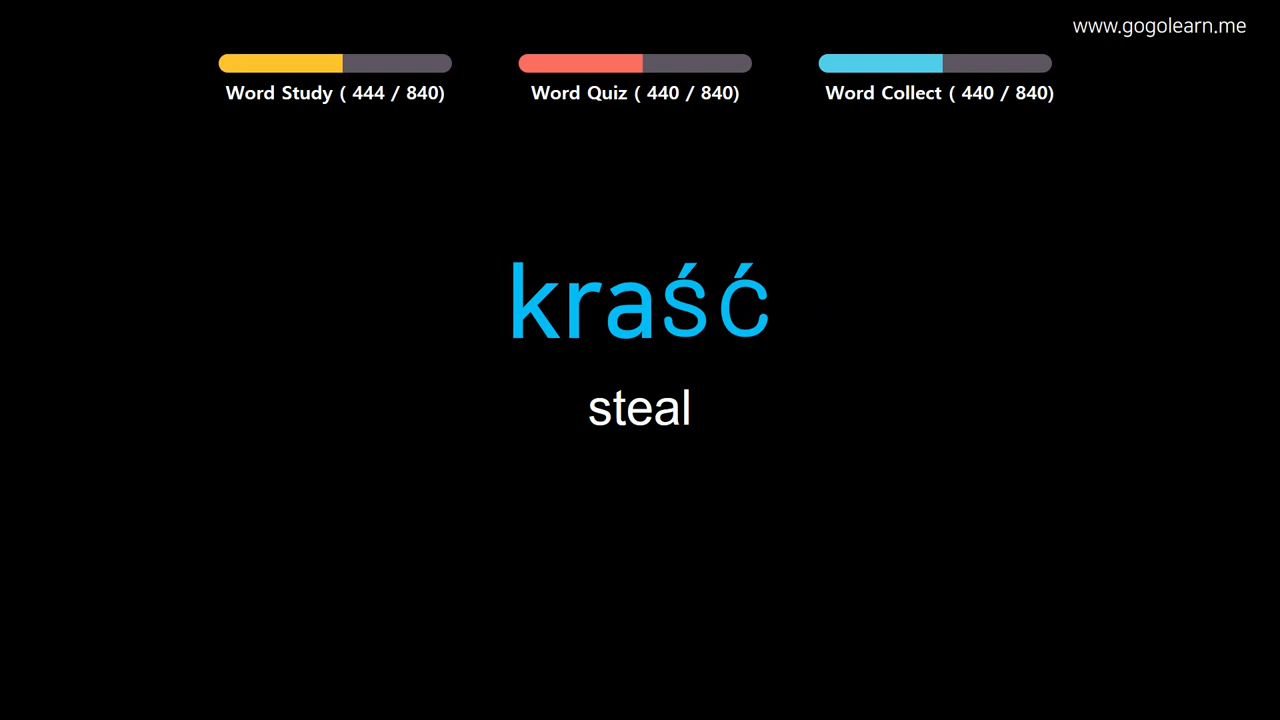 www.gogolearn.me
Word Study ( 444 / 840)
Word Quiz ( 440 / 840)
Word Collect ( 440 / 840)
kraść
steal